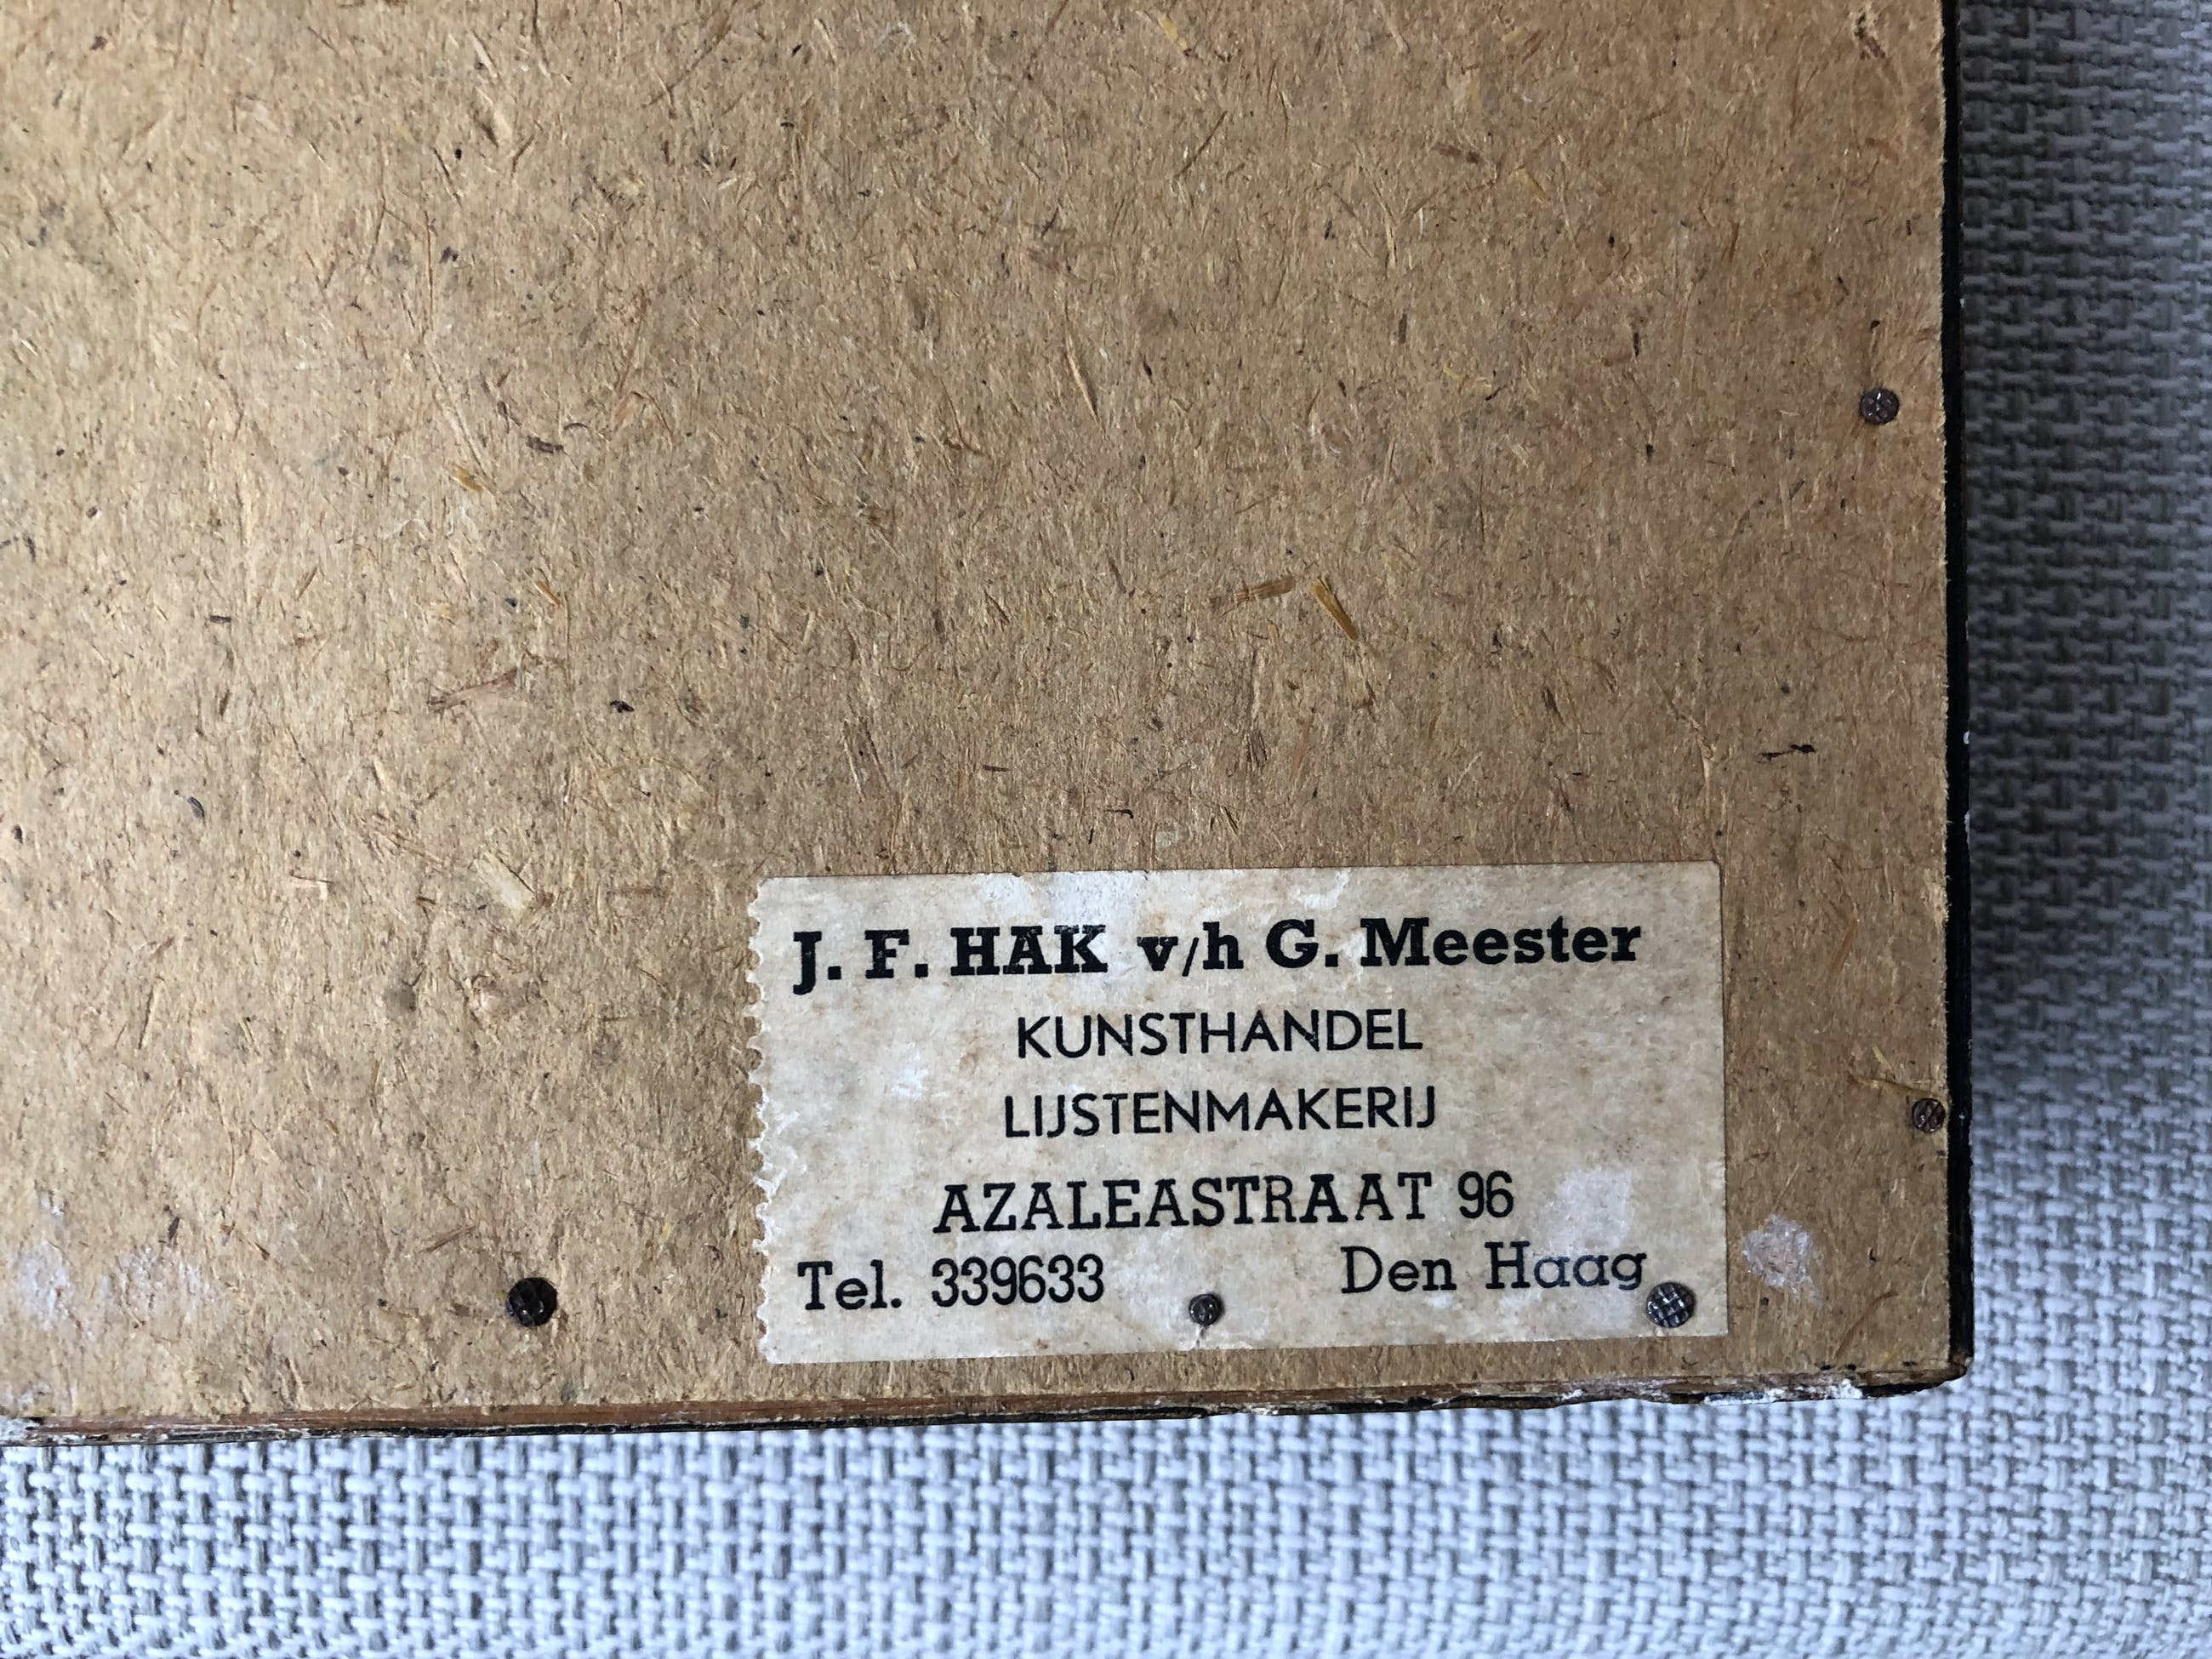 J. F. HAK v/h G. Meester
KUNSTHANDEL
LIJSTENMAKERIJ
AZALEASTRAAT 96
Tel. 339633 Den Haag